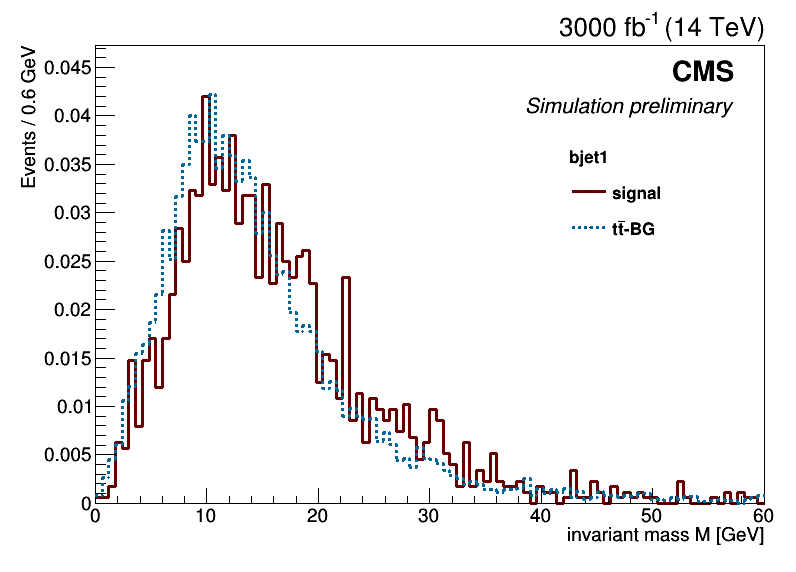 3000 fb⁻¹ (14 TeV)
CMS
Simulation preliminary
bjet1
signal
tt̄-BG
Events / 0.6 GeV
0.045
0.04
0.035
0.03
0.025
0.02
0.015
0.01
0.005
0
0 10 20 30 40 50 60
invariant mass M [GeV]